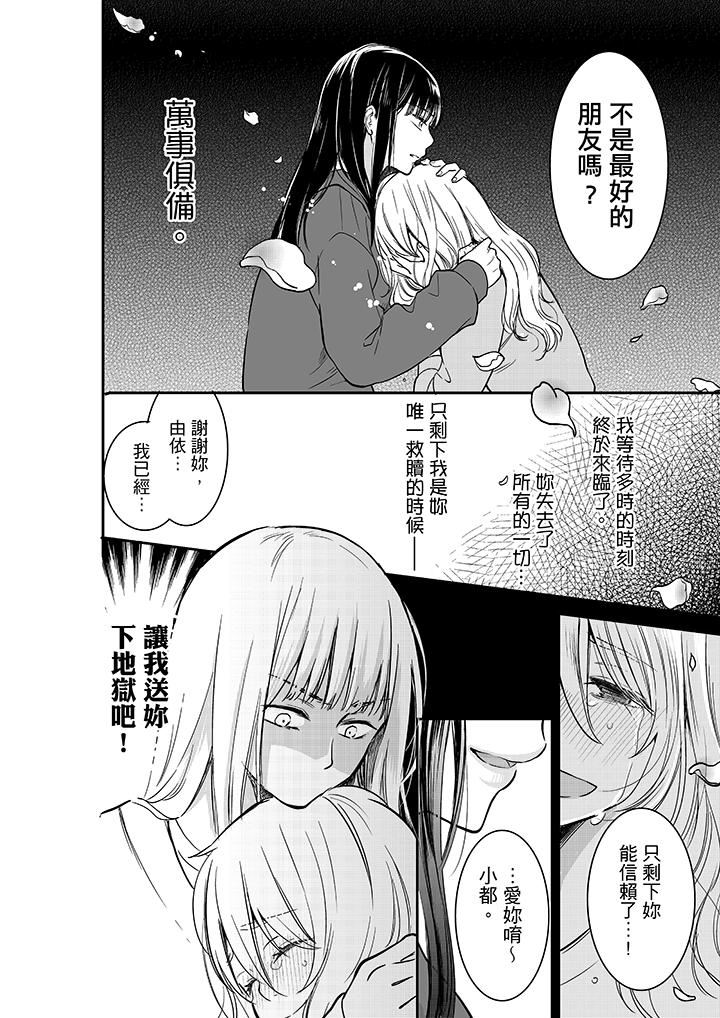 不是最好的
朋友嗎？
萬事俱備。
我等待多時的時刻
終於來臨了。
妳失去了
所有的一切…
只剩下我是妳
唯一救贖的時候——
謝謝妳，
由依…
我已經…
只剩下妳
能信賴了…！
…愛妳唷～
小都。
讓我送妳
下地獄吧！